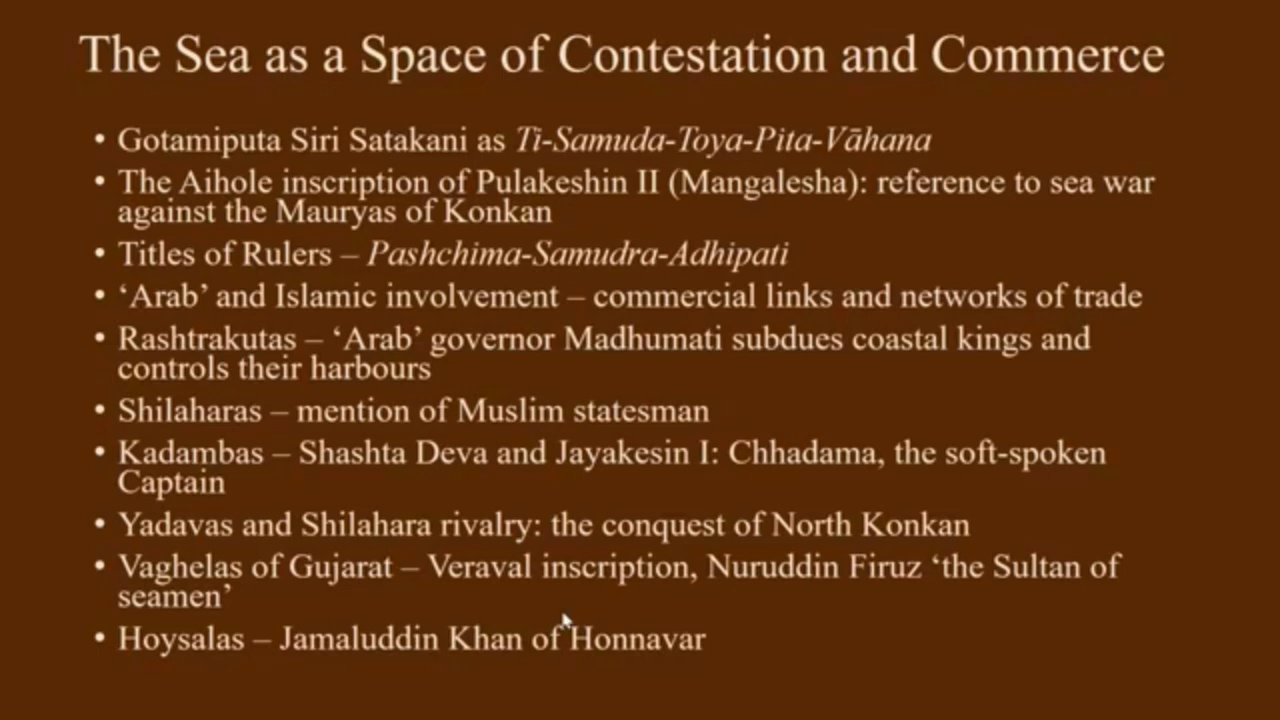 The Sea as a Space of Contestation and Commerce
• Gotamiputa Siri Satakani as Ti-Samuda-Toya-Pita-Vāhana
• The Aihole inscription of Pulakeshin II (Mangalesha): reference to sea war
against the Mauryas of Konkan
• Titles of Rulers – Pashchima-Samudra-Adhipati
• ‘Arab’ and Islamic involvement – commercial links and networks of trade
• Rashtrakutas – ‘Arab’ governor Madhumati subdues coastal kings and
controls their harbours
• Shilaharas – mention of Muslim statesman
• Kadambas – Shashta Deva and Jayakesin I: Chhadama, the soft-spoken
Captain
• Yadavas and Shilahara rivalry: the conquest of North Konkan
• Vaghelas of Gujarat – Veraval inscription, Nuruddin Firuz ‘the Sultan of
seamen’
• Hoysalas – Jamaluddin Khan of Honnavar